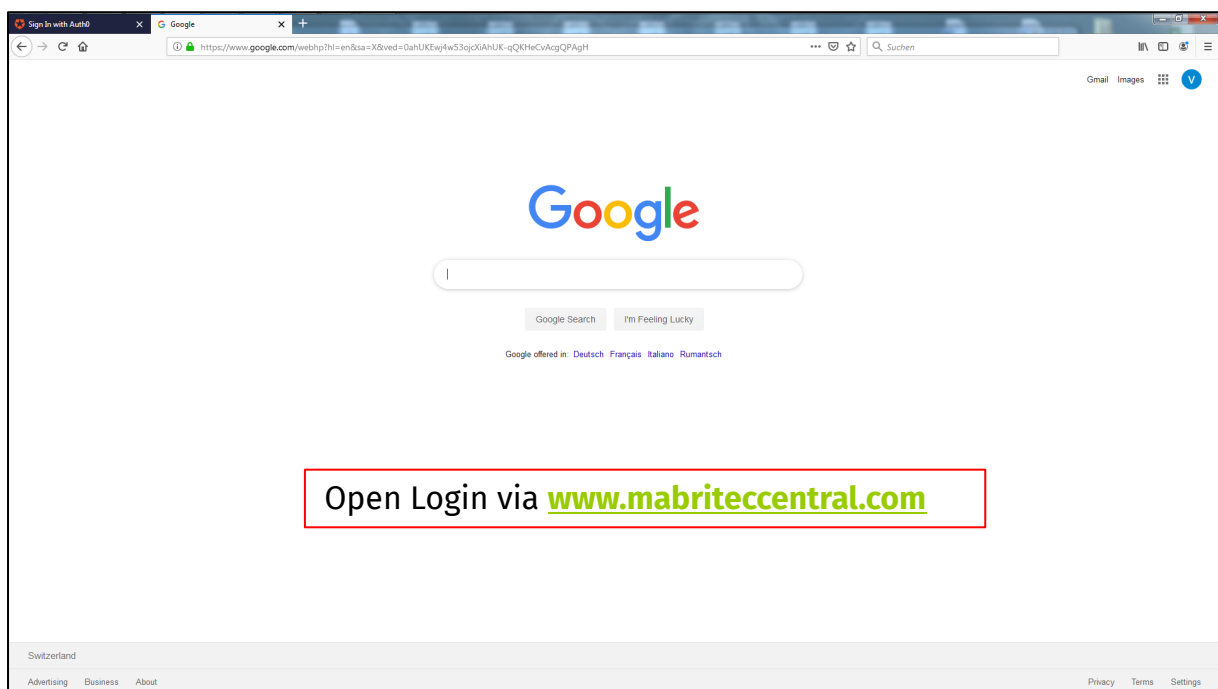 Sign In with Auth0
G Google
https://www.google.com/webhp?hl=en&sa=X&ved=0ahUKEwj4w53ojcXiAhUK-qQKHeCvAcgQPAgH
Suchen
Gmail Images V
Google
Google Search I'm Feeling Lucky
Google offered in: Deutsch Français Italiano Rumantsch
Open Login via www.mabriteccentral.com
Switzerland
Advertising Business About Privacy Terms Settings